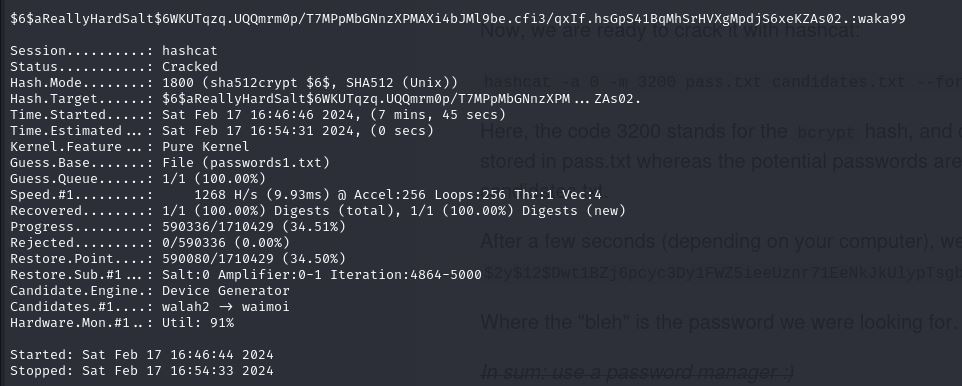 $6$aReallyHardSalt$6WKUTqzq.UQQmrm0p/T7MPpMbGNnzXPMAXi4bJMl9be.cfi3/qxIf.hsGpS41BqMhSrHVXgMpdjS6xeKZAs02.:waka99
Now, we are ready to crack it with hashcat:
Session..........: hashcat
Status...........: Cracked
Hash.Mode........: 1800 (sha512crypt $6$, SHA512 (Unix))
hashcat -a 0 -m 3200 pass.txt candidates.txt --for
Hash.Target......: $6$aReallyHardSalt$6WKUTqzq.UQQmrm0p/T7MPpMbGNnzXPM...ZAs02.
Time.Started.....: Sat Feb 17 16:46:46 2024, (7 mins, 45 secs)
Time.Estimated...: Sat Feb 17 16:54:31 2024, (0 secs)
Here, the code 3200 stands for the bcrypt hash, and
Kernel.Feature...: Pure Kernel
Guess.Base.......: File (passwords1.txt)
stored in pass.txt whereas the potential passwords are
Guess.Queue......: 1/1 (100.00%)
Speed.#1.........:     1268 H/s (9.93ms) @ Accel:256 Loops:256 Thr:1 Vec:4
Recovered........: 1/1 (100.00%) Digests (total), 1/1 (100.00%) Digests (new)
Progress.........: 590336/1710429 (34.51%)
Rejected.........: 0/590336 (0.00%)
After a few seconds (depending on your computer), we
Restore.Point....: 590080/1710429 (34.50%)
Restore.Sub.#1...: Salt:0 Amplifier:0-1 Iteration:4864-5000
Candidate.Engine.: Device Generator
Candidates.#1....: walah2 -> waimoi
Hardware.Mon.#1..: Util: 91%
Where the "bleh" is the password we were looking for.
Started: Sat Feb 17 16:46:44 2024
Stopped: Sat Feb 17 16:54:33 2024
In sum: use a password manager :)